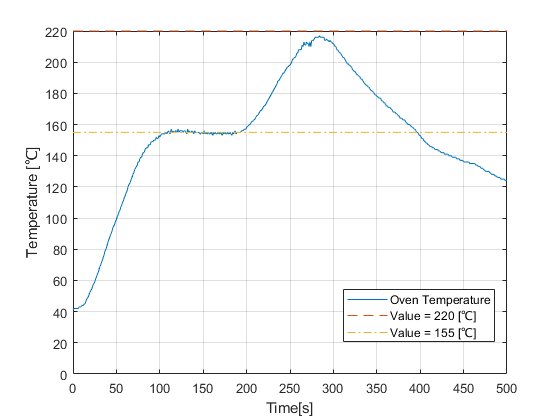 220
200
180
160
140
120
100
80
60
40
20
0
Temperature [℃]
0 50 100 150 200 250 300 350 400 450 500
Time[s]
Oven Temperature
Value = 220 [℃]
Value = 155 [℃]